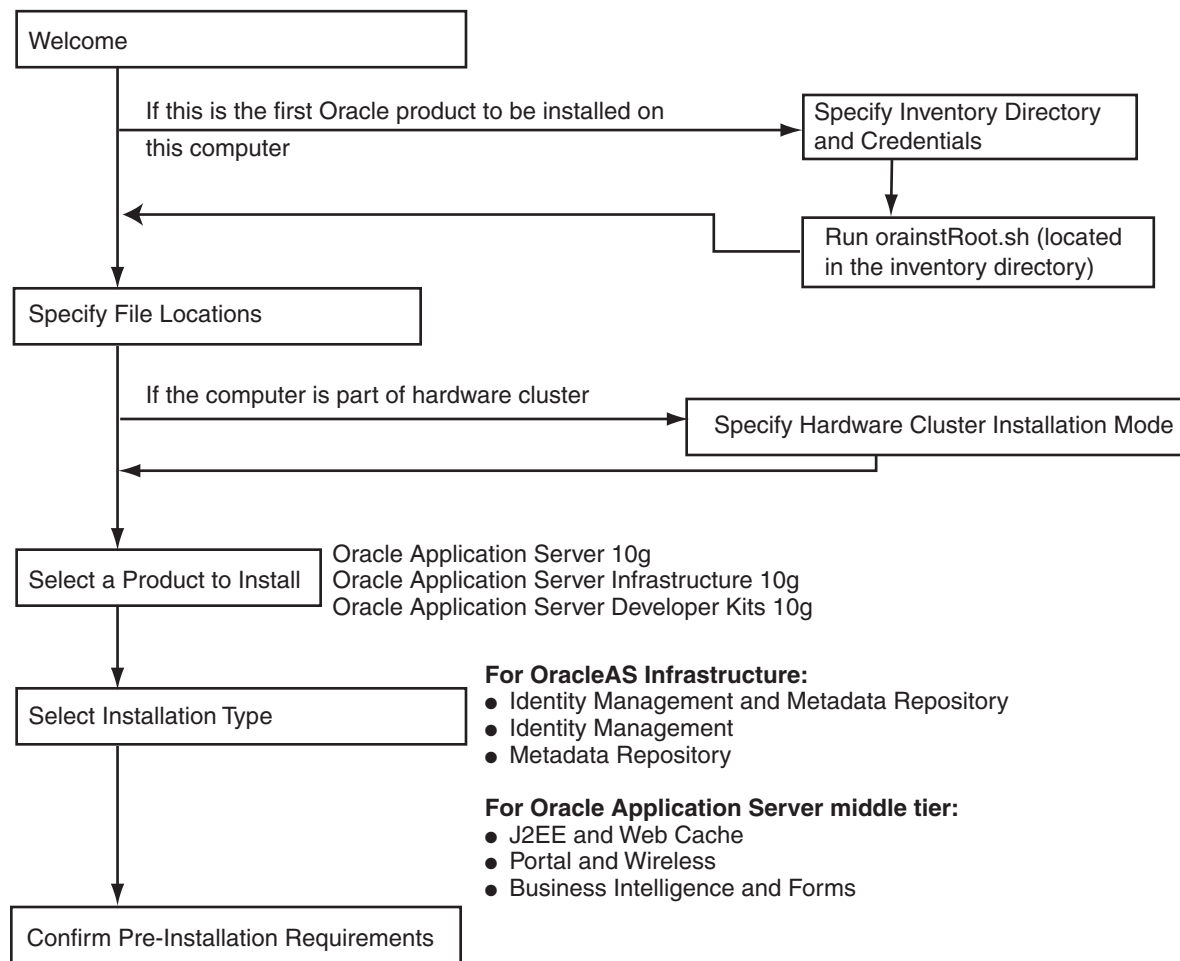 Welcome
If this is the first Oracle product to be installed on
this computer
Specify Inventory Directory
and Credentials
Run orainstRoot.sh (located
in the inventory directory)
Specify File Locations
If the computer is part of hardware cluster
Specify Hardware Cluster Installation Mode
Select a Product to Install
Oracle Application Server 10g
Oracle Application Server Infrastructure 10g
Oracle Application Server Developer Kits 10g
Select Installation Type
For OracleAS Infrastructure:
● Identity Management and Metadata Repository
● Identity Management
● Metadata Repository
For Oracle Application Server middle tier:
● J2EE and Web Cache
● Portal and Wireless
● Business Intelligence and Forms
Confirm Pre-Installation Requirements